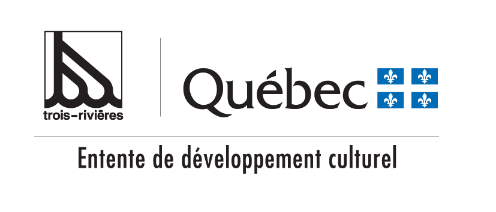 trois-rivières
Québec
Entente de développement culturel